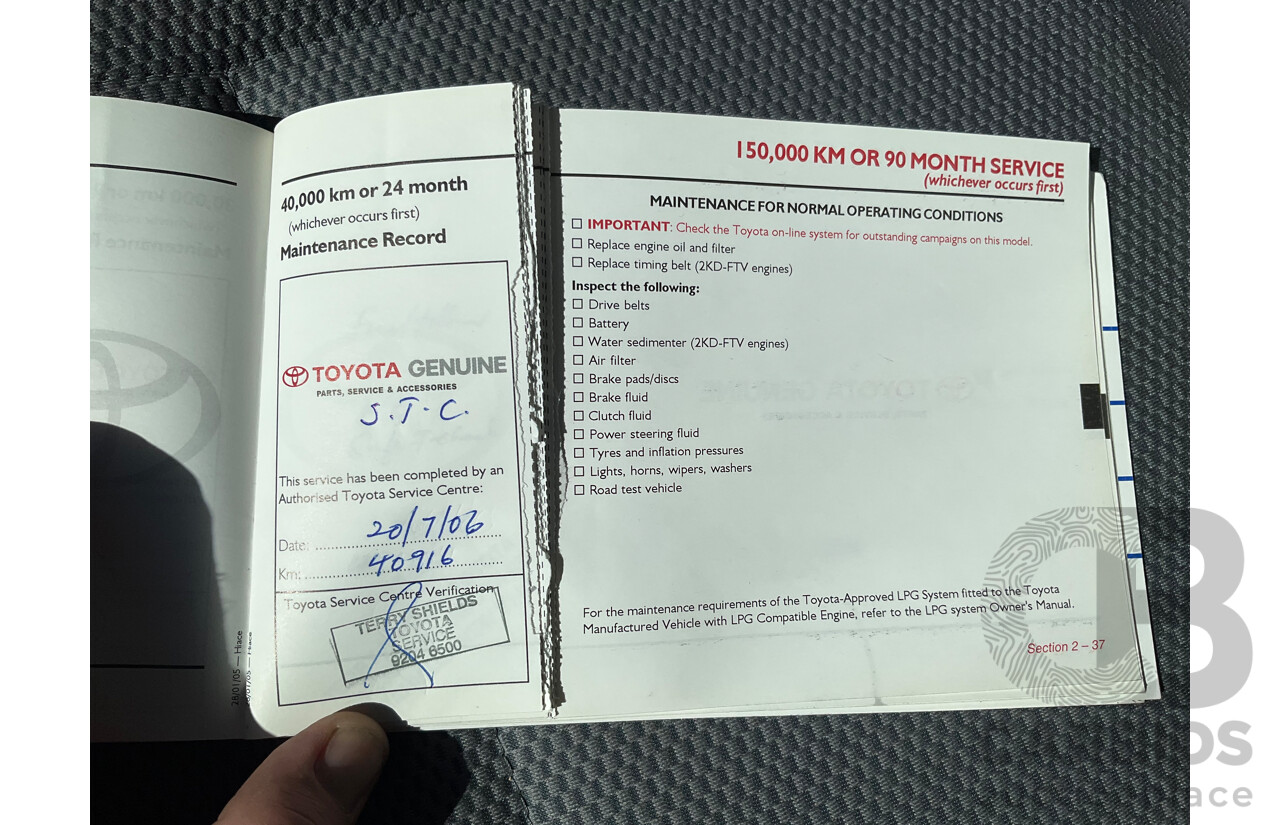 40,000 km or 24 month
(whichever occurs first)
Maintenance Record
TOYOTA GENUINE
PARTS, SERVICE & ACCESSORIES
S.T.C.
This service has been completed by an
Authorised Toyota Service Centre:
Date: 20/7/06
Km: 40916
Toyota Service Centre Verification
TERRY SHIELDS
TOYOTA
SERVICE
9204 6500
28/01/05 — Hiace
150,000 KM OR 90 MONTH SERVICE
(whichever occurs first)
MAINTENANCE FOR NORMAL OPERATING CONDITIONS
IMPORTANT: Check the Toyota on-line system for outstanding campaigns on this model.
Replace engine oil and filter
Replace timing belt (2KD-FTV engines)
Inspect the following:
Drive belts
Battery
Water sedimenter (2KD-FTV engines)
Air filter
Brake pads/discs
Brake fluid
Clutch fluid
Power steering fluid
Tyres and inflation pressures
Lights, horns, wipers, washers
Road test vehicle
For the maintenance requirements of the Toyota-Approved LPG System fitted to the Toyota
Manufactured Vehicle with LPG Compatible Engine, refer to the LPG system Owner's Manual.
Section 2 – 37